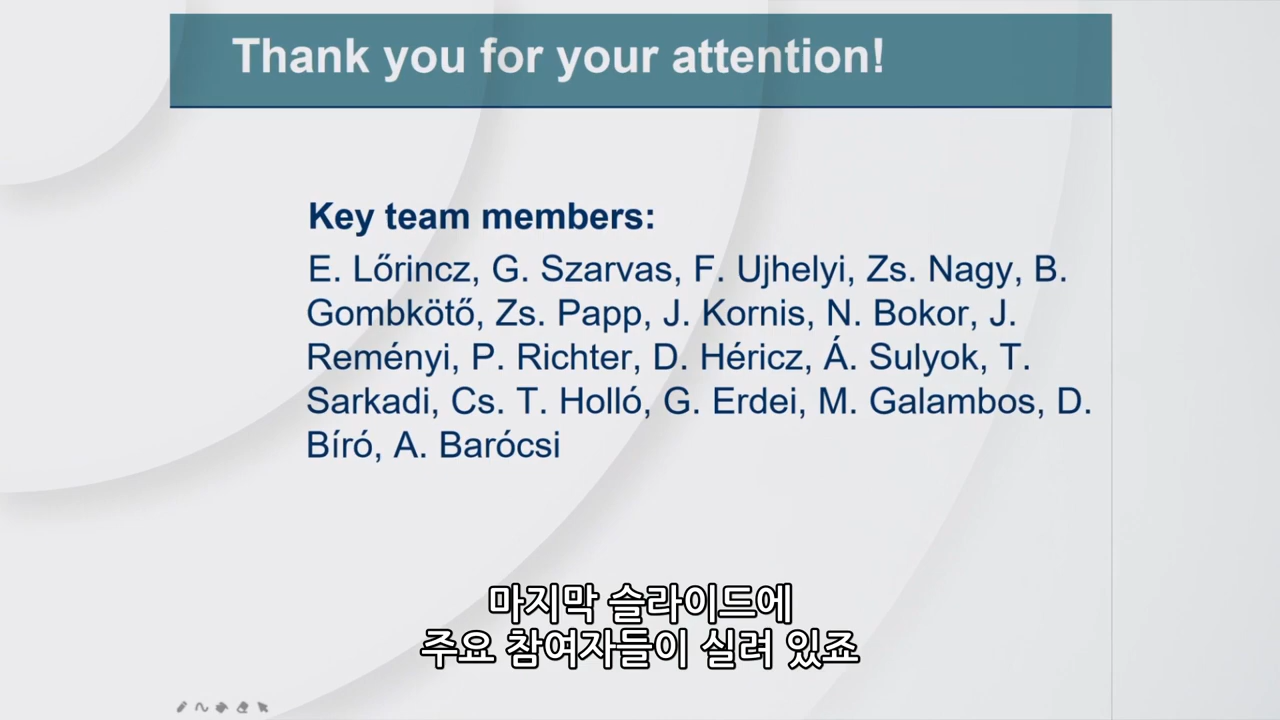 Thank you for your attention!
Key team members:
E. Lőrincz, G. Szarvas, F. Ujhelyi, Zs. Nagy, B.
Gombkötő, Zs. Papp, J. Kornis, N. Bokor, J.
Reményi, P. Richter, D. Héricz, Á. Sulyok, T.
Sarkadi, Cs. T. Holló, G. Erdei, M. Galambos, D.
Bíró, A. Barócsi
마지막 슬라이드에
주요 참여자들이 실려 있죠